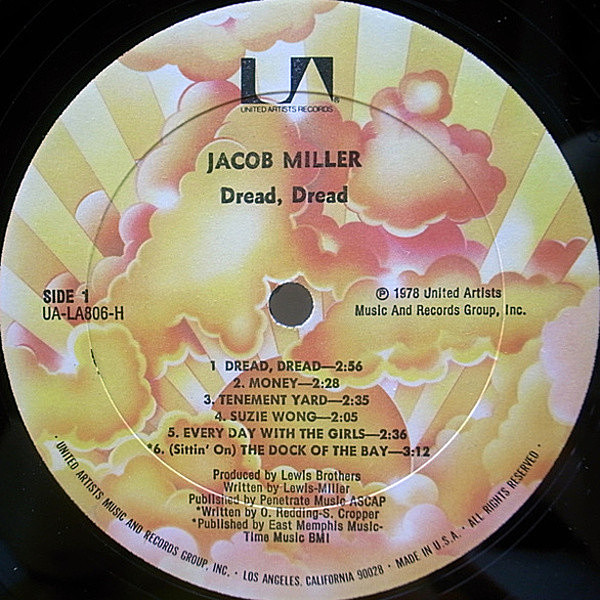 UA®
UNITED ARTISTS RECORDS
JACOB MILLER
Dread, Dread
SIDE 1
UA-LA806-H
℗ 1978 United Artists
Music And Records Group, Inc.
1 DREAD, DREAD—2:56
2. MONEY—2:28
3. TENEMENT YARD—2:35
4. SUZIE WONG—2:05
5. EVERY DAY WITH THE GIRLS—2:36
*6. (Sittin' On) THE DOCK OF THE BAY—3:12
Produced by Lewis Brothers
Written by Lewis-Miller
Published by Penetrate Music ASCAP
*Written by O. Redding-S. Cropper
*Published by East Memphis Music-
Time Music BMI
· UNITED ARTISTS MUSIC AND RECORDS GROUP, INC. · LOS ANGELES, CALIFORNIA 90028 · MADE IN U.S.A. · ALL RIGHTS RESERVED ·